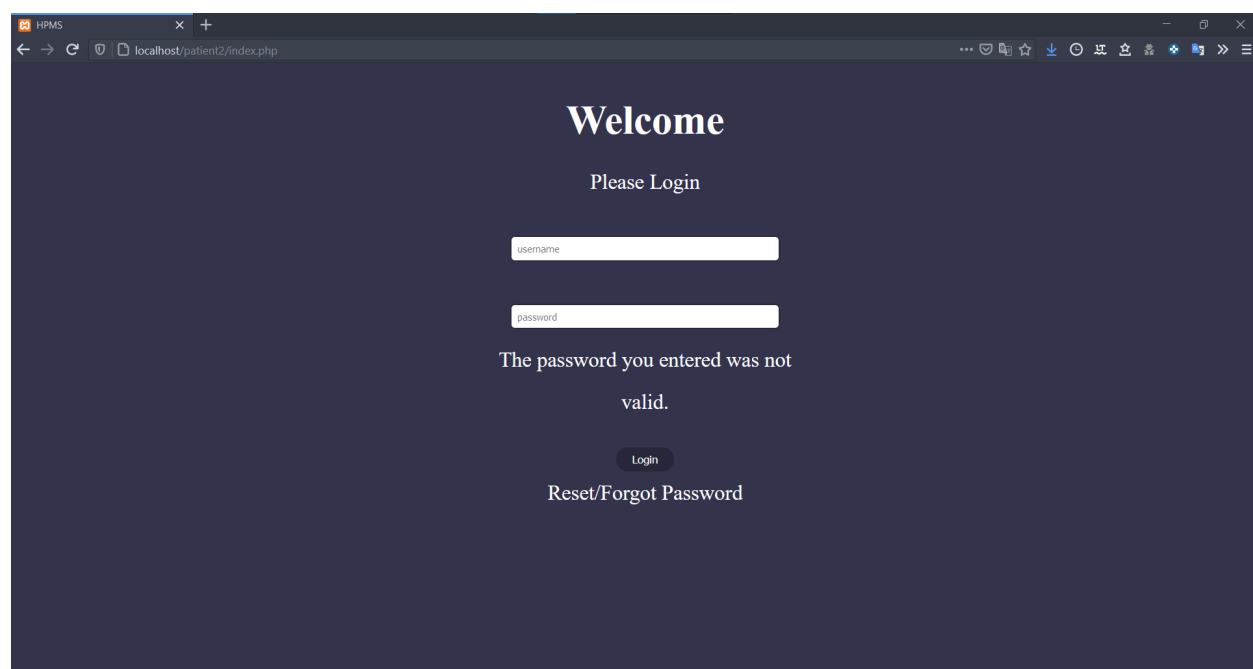 HPMS
localhost/patient2/index.php
Welcome
Please Login
username
password
The password you entered was not
valid.
Login
Reset/Forgot Password